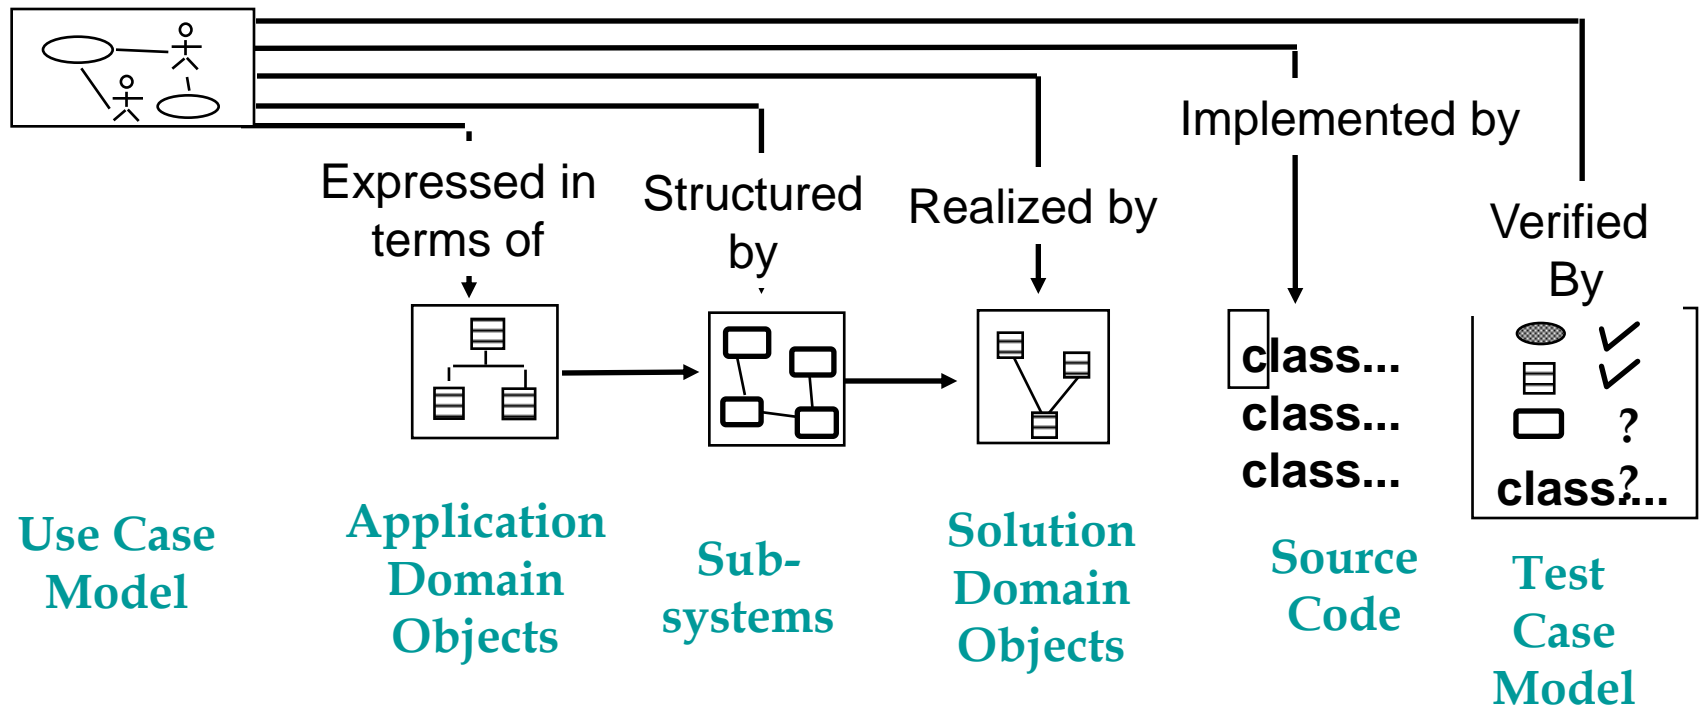 Expressed in
terms of
Structured
by
Realized by
Implemented by
Verified
By
class...
class...
class...
?
?
class....
Use Case
Model
Application
Domain
Objects
Sub-
systems
Solution
Domain
Objects
Source
Code
Test
Case
Model